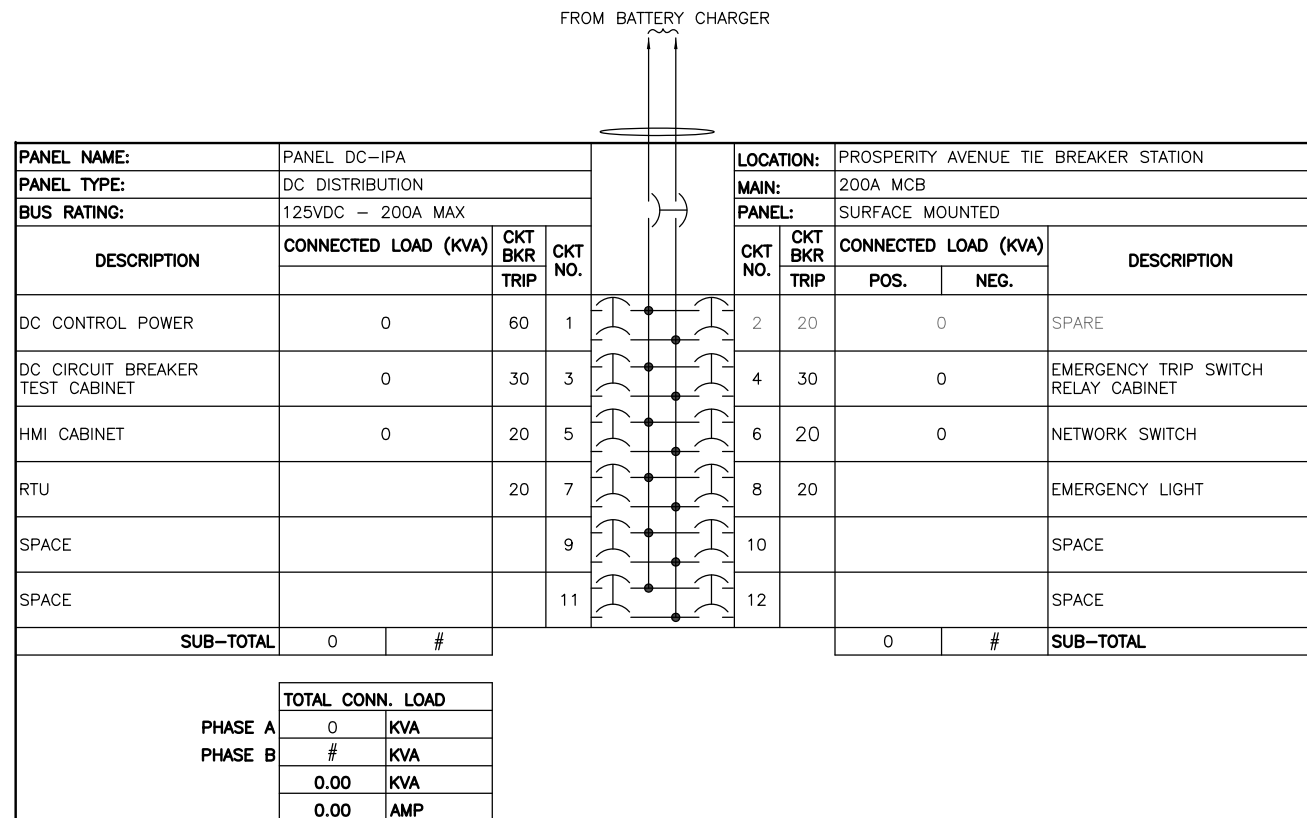 FROM BATTERY CHARGER
PANEL NAME: PANEL DC-IPA LOCATION: PROSPERITY AVENUE TIE BREAKER STATION
PANEL TYPE: DC DISTRIBUTION MAIN: 200A MCB
BUS RATING: 125VDC - 200A MAX PANEL: SURFACE MOUNTED
DESCRIPTION CONNECTED LOAD (KVA) CKT BKR TRIP CKT NO. CKT NO. CKT BKR TRIP CONNECTED LOAD (KVA) POS. NEG. DESCRIPTION
DC CONTROL POWER 0 60 1 2 20 0 SPARE
DC CIRCUIT BREAKER TEST CABINET 0 30 3 4 30 0 EMERGENCY TRIP SWITCH RELAY CABINET
HMI CABINET 0 20 5 6 20 0 NETWORK SWITCH
RTU 20 7 8 20 EMERGENCY LIGHT
SPACE 9 10 SPACE
SPACE 11 12 SPACE
SUB-TOTAL 0 # 0 # SUB-TOTAL
TOTAL CONN. LOAD
PHASE A 0 KVA
PHASE B # KVA
0.00 KVA
0.00 AMP